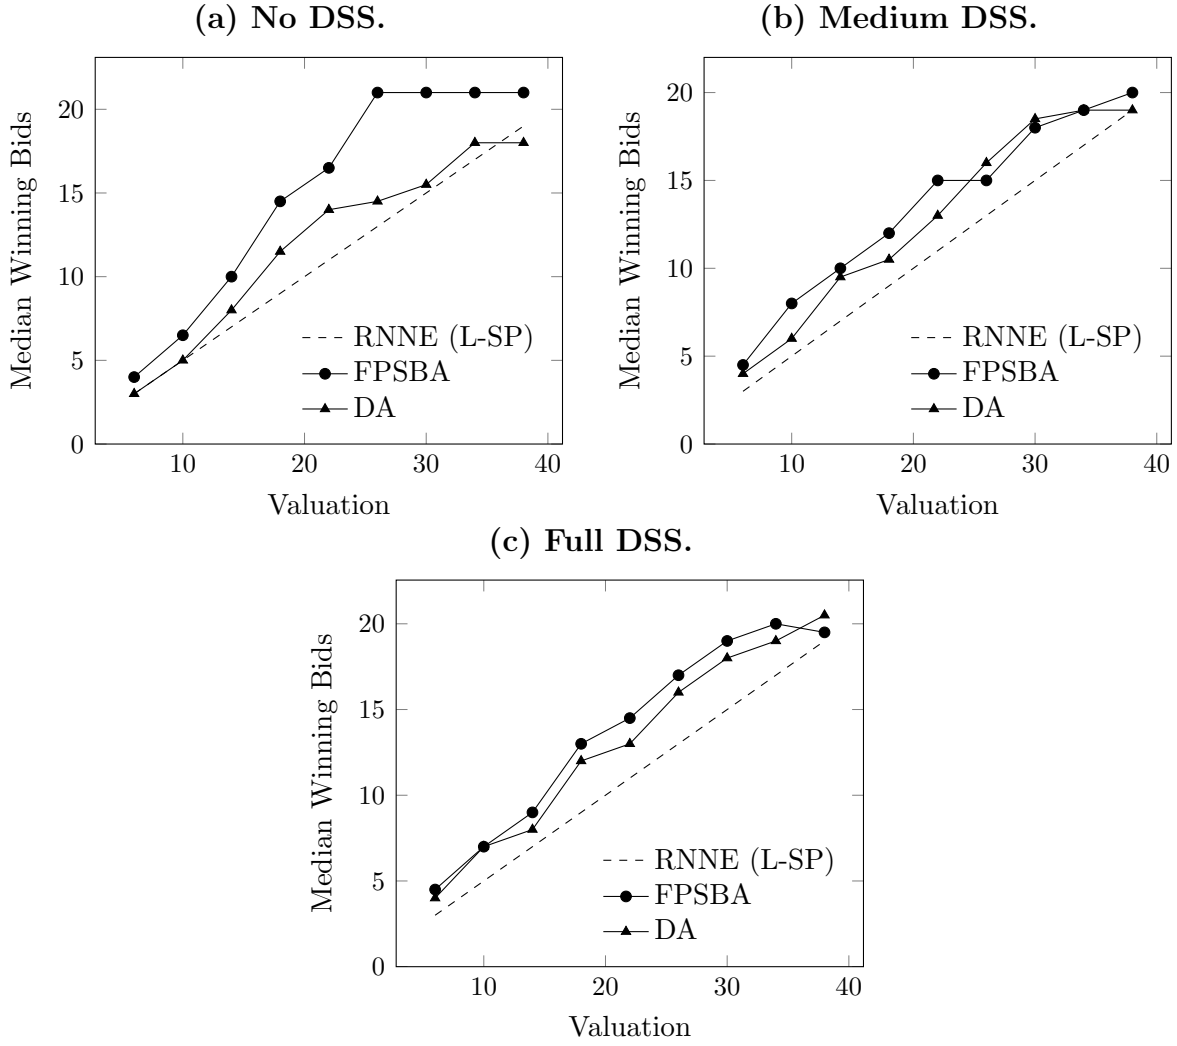 (a) No DSS.
Median Winning Bids
20
15
10
5
0
RNNE (L-SP)
FPSBA
DA
10 20 30 40
Valuation
(b) Medium DSS.
Median Winning Bids
20
15
10
5
0
RNNE (L-SP)
FPSBA
DA
10 20 30 40
Valuation
(c) Full DSS.
Median Winning Bids
20
15
10
5
0
RNNE (L-SP)
FPSBA
DA
10 20 30 40
Valuation